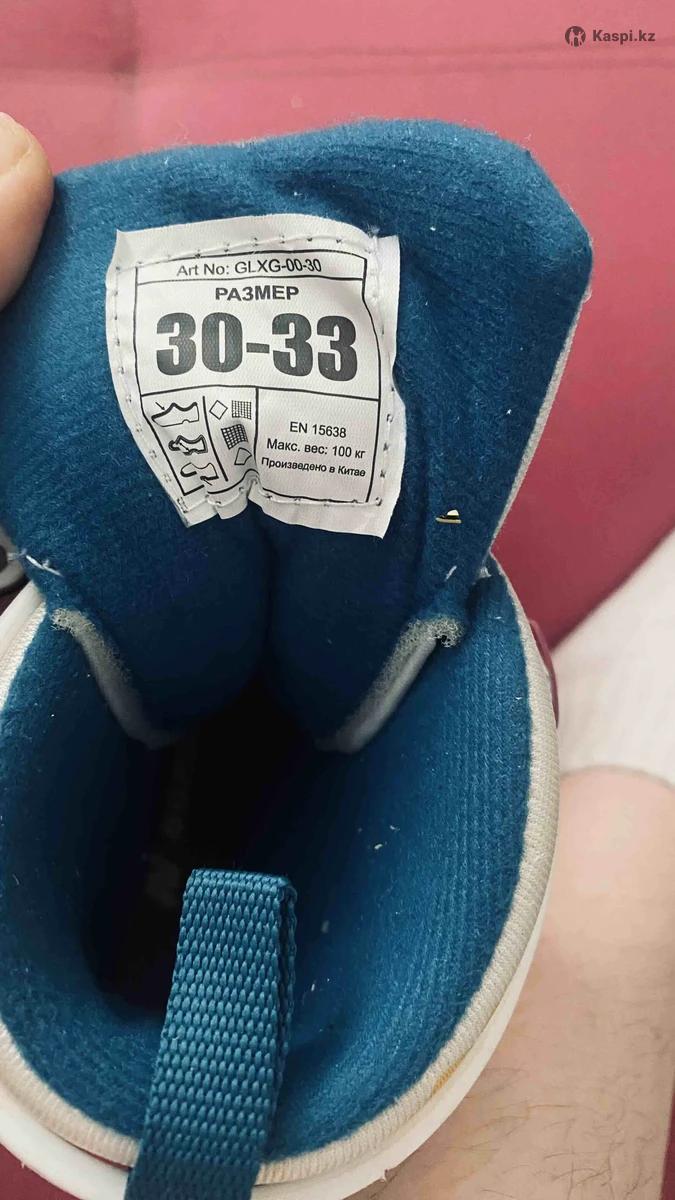 Kaspi.kz
Art No: GLXG-00-30
РАЗМЕР
30-33
EN 15638
Макс. вес: 100 кг
Произведено в Китае